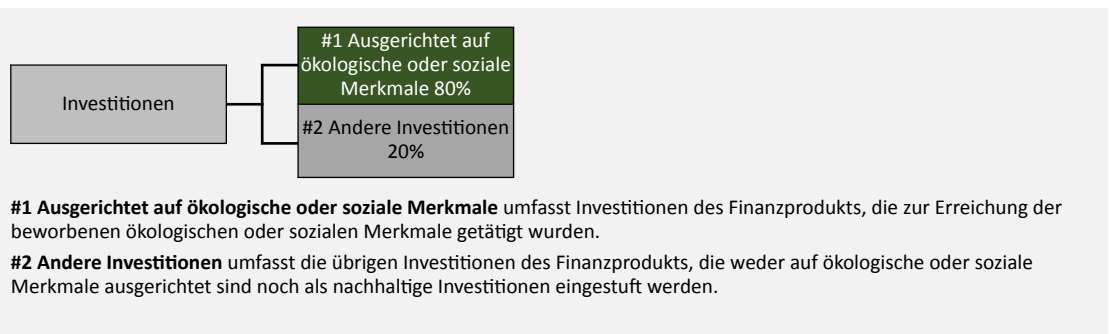 #1 Ausgerichtet auf
ökologische oder soziale
Merkmale 80%
Investitionen
#2 Andere Investitionen
20%
#1 Ausgerichtet auf ökologische oder soziale Merkmale umfasst Investitionen des Finanzprodukts, die zur Erreichung der
beworbenen ökologischen oder sozialen Merkmale getätigt wurden.
#2 Andere Investitionen umfasst die übrigen Investitionen des Finanzprodukts, die weder auf ökologische oder soziale
Merkmale ausgerichtet sind noch als nachhaltige Investitionen eingestuft werden.